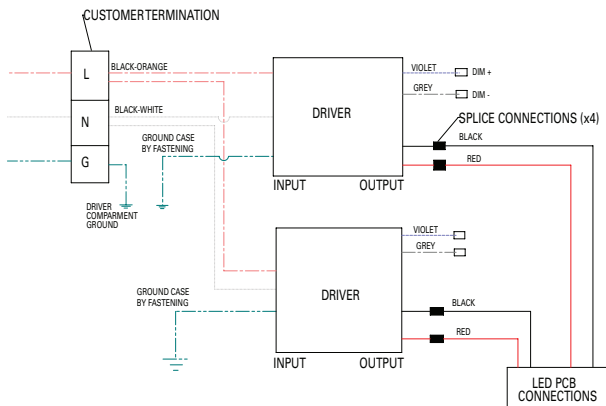 CUSTOMER TERMINATION
L
BLACK-ORANGE
VIOLET
DIM +
GREY
DIM -
N
BLACK-WHITE
DRIVER
SPLICE CONNECTIONS (x4)
BLACK
GROUND CASE
BY FASTENING
G
RED
INPUT
OUTPUT
DRIVER
COMPARMENT
GROUND
VIOLET
GREY
GROUND CASE
BY FASTENING
DRIVER
BLACK
RED
INPUT
OUTPUT
LED PCB
CONNECTIONS